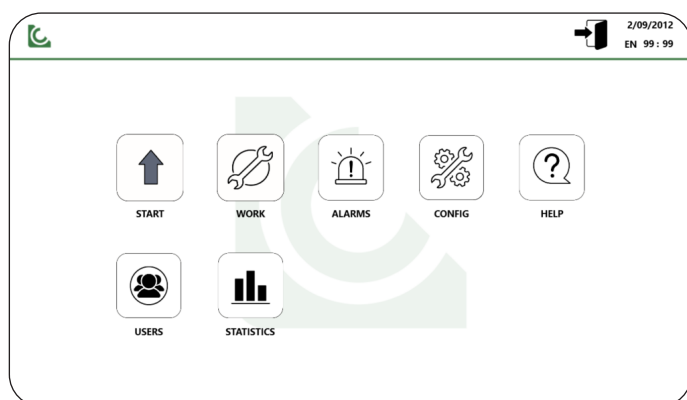 2/09/2012
EN 99 : 99
START WORK ALARMS CONFIG HELP
USERS STATISTICS